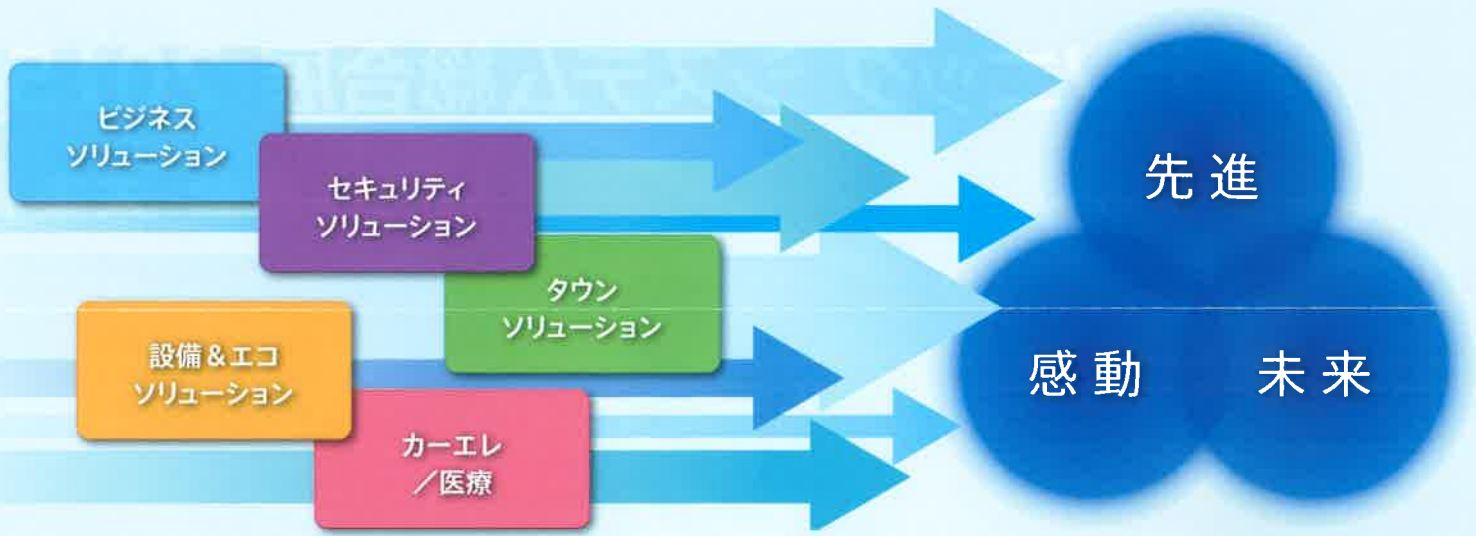 ビジネス
ソリューション
セキュリティ
ソリューション
タウン
ソリューション
設備&エコ
ソリューション
カーエレ
／医療
先進
感動
未来